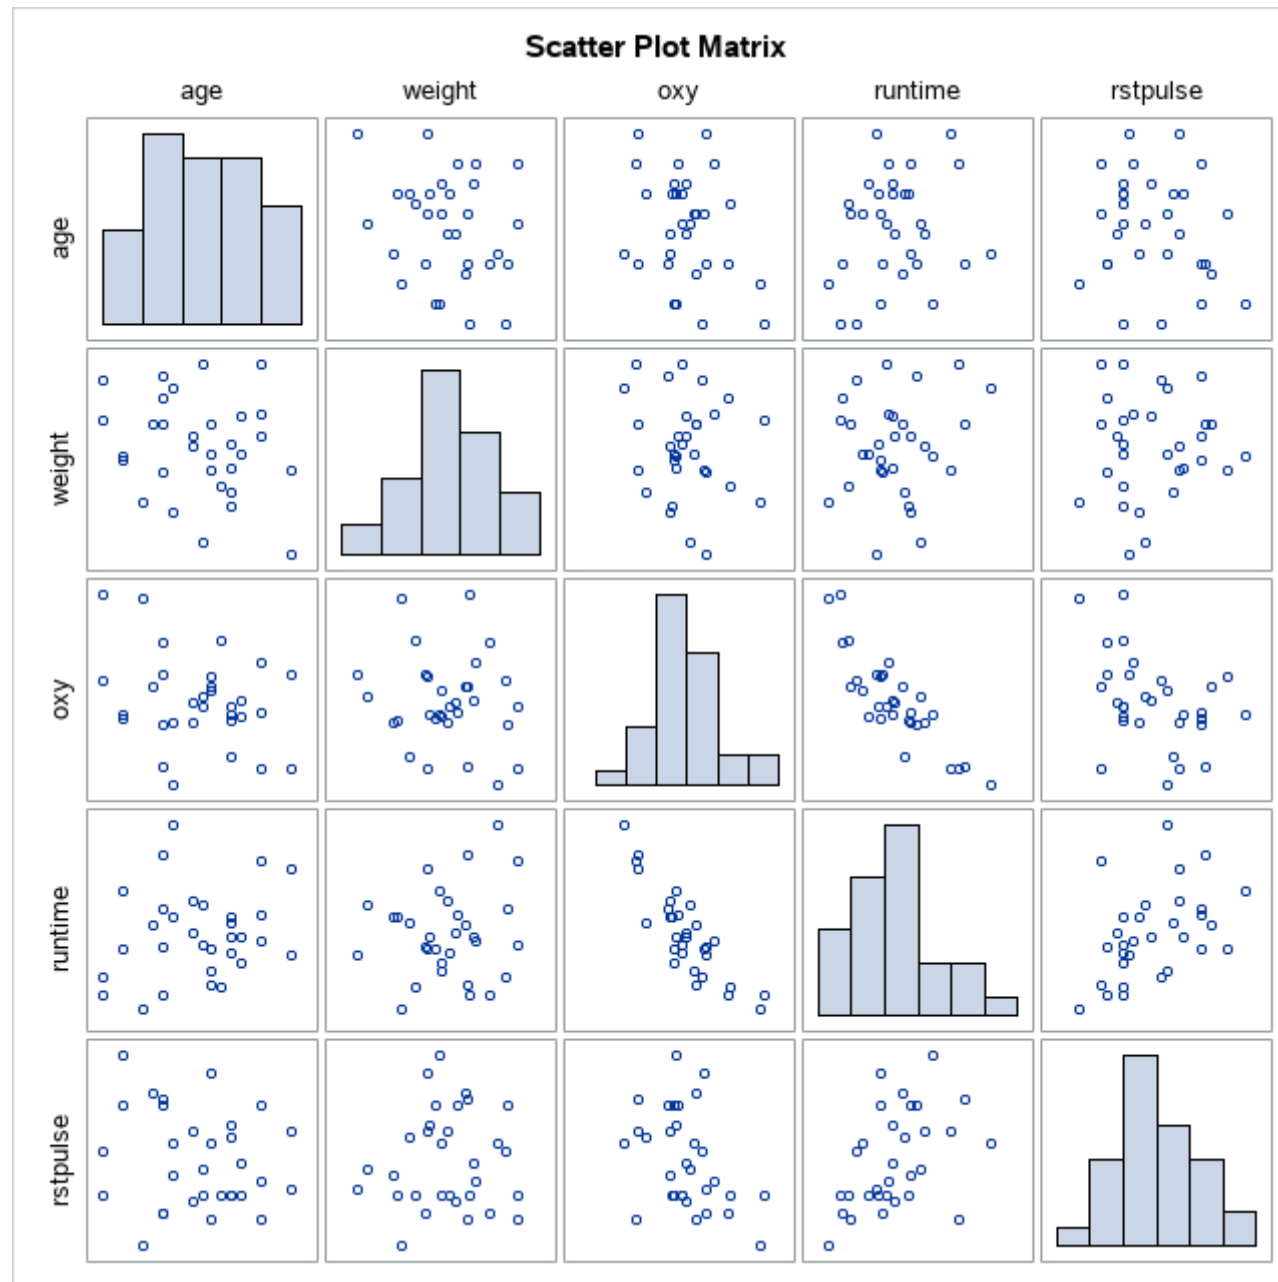 Scatter Plot Matrix
age weight oxy runtime rstpulse
age
weight
oxy
runtime
rstpulse